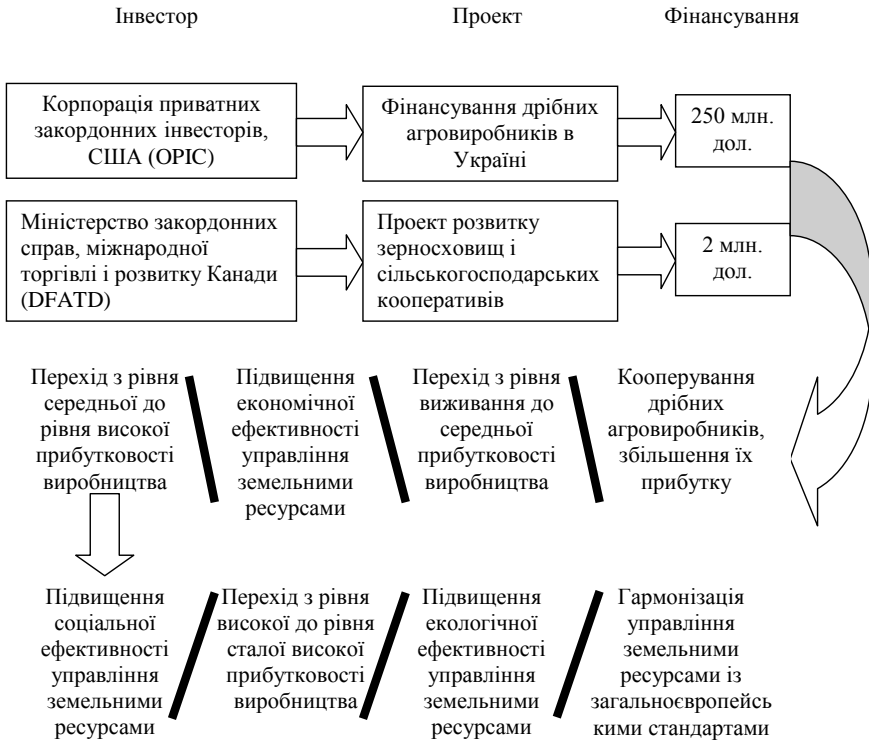 Інвестор
Проект
Фінансування
Корпорація приватних
закордонних інвесторів,
США (OPIC)
Фінансування дрібних
агровиробників в
Україні
250 млн.
дол.
Міністерство закордонних
справ, міжнародної
торгівлі і розвитку Канади
(DFATD)
Проект розвитку
зерносховищ і
сільськогосподарських
кооперативів
2 млн.
дол.
Перехід з рівня
середньої до
рівня високої
прибутковості
виробництва
Підвищення
економічної
ефективності
управління
земельними
ресурсами
Перехід з рівня
виживання до
середньої
прибутковості
виробництва
Кооперування
дрібних
агровиробників,
збільшення їх
прибутку
Підвищення
соціальної
ефективності
управління
земельними
ресурсами
Перехід з рівня
високої до рівня
сталої високої
прибутковості
виробництва
Підвищення
екологічної
ефективності
управління
земельними
ресурсами
Гармонізація
управління
земельними
ресурсами із
загальноєвропейсь
кими стандартами